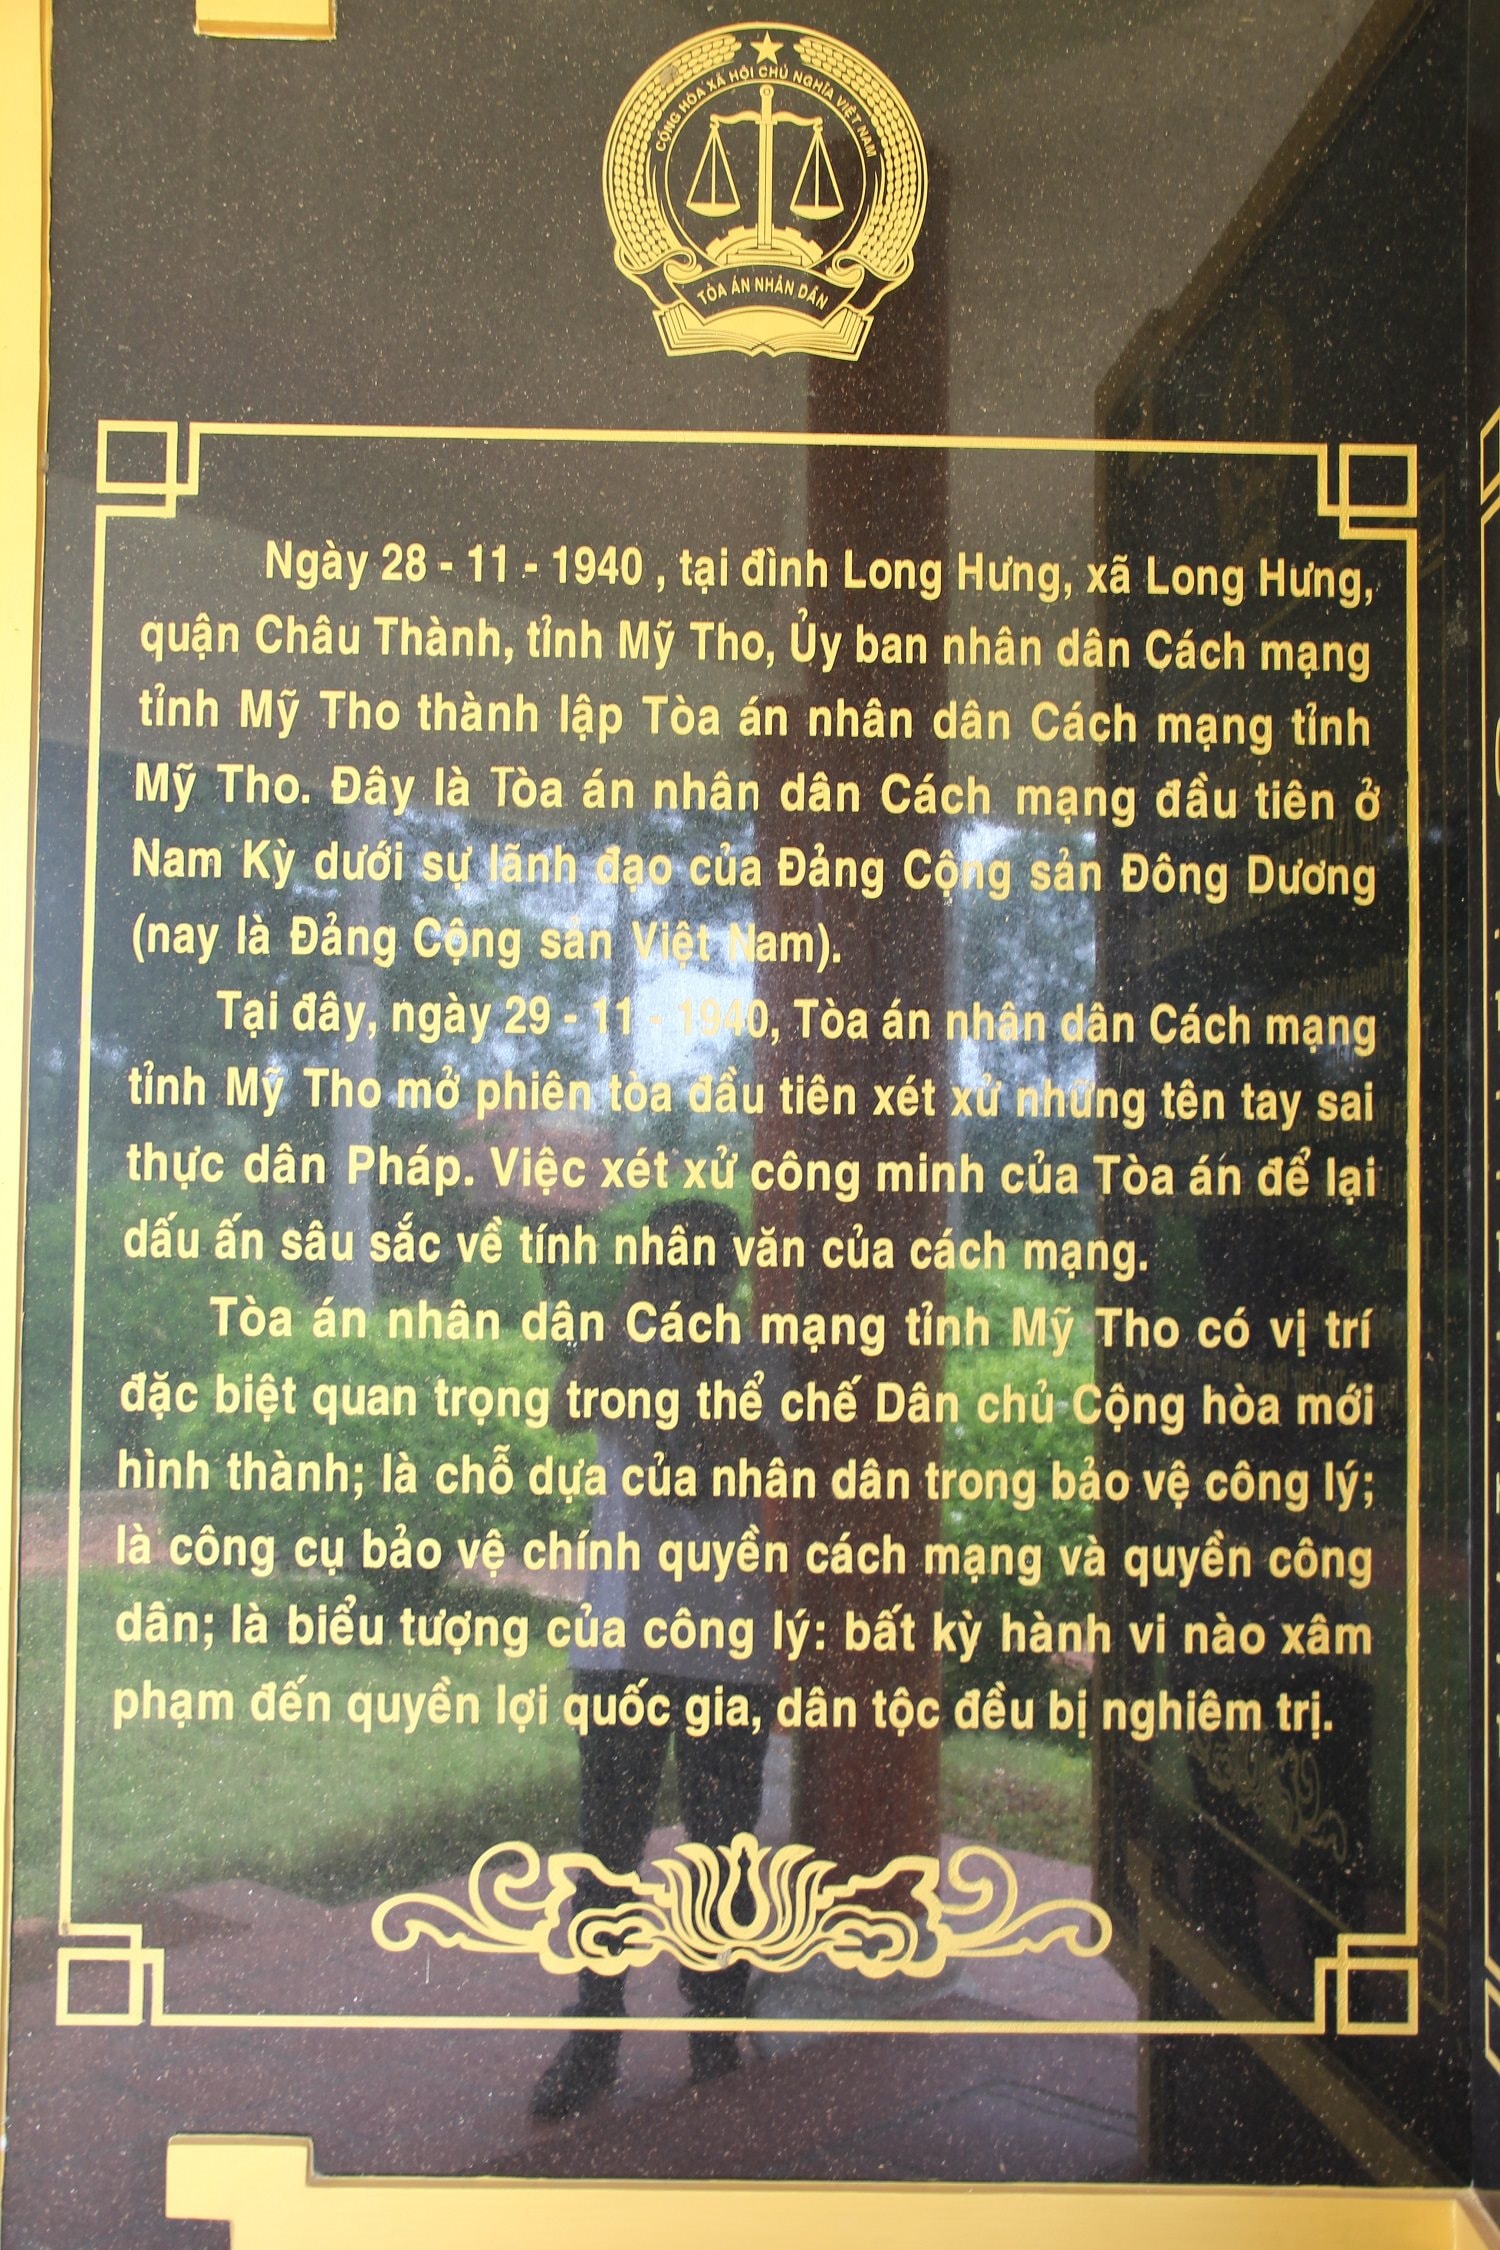 CỘNG HÒA XÃ HỘI CHỦ NGHĨA VIỆT NAM
TÒA ÁN NHÂN DÂN
Ngày 28 - 11 - 1940 , tại đình Long Hưng, xã Long Hưng,
quận Châu Thành, tỉnh Mỹ Tho, Ủy ban nhân dân Cách mạng
tỉnh Mỹ Tho thành lập Tòa án nhân dân Cách mạng tỉnh
Mỹ Tho. Đây là Tòa án nhân dân Cách mạng đầu tiên ở
Nam Kỳ dưới sự lãnh đạo của Đảng Cộng sản Đông Dương
(nay là Đảng Cộng sản Việt Nam).
Tại đây, ngày 29 - 11 - 1940, Tòa án nhân dân Cách mạng
tỉnh Mỹ Tho mở phiên tòa đầu tiên xét xử những tên tay sai
thực dân Pháp. Việc xét xử công minh của Tòa án để lại
dấu ấn sâu sắc về tính nhân văn của cách mạng.
Tòa án nhân dân Cách mạng tỉnh Mỹ Tho có vị trí
đặc biệt quan trọng trong thể chế Dân chủ Cộng hòa mới
hình thành; là chỗ dựa của nhân dân trong bảo vệ công lý;
là công cụ bảo vệ chính quyền cách mạng và quyền công
dân; là biểu tượng của công lý: bất kỳ hành vi nào xâm
phạm đến quyền lợi quốc gia, dân tộc đều bị nghiêm trị.